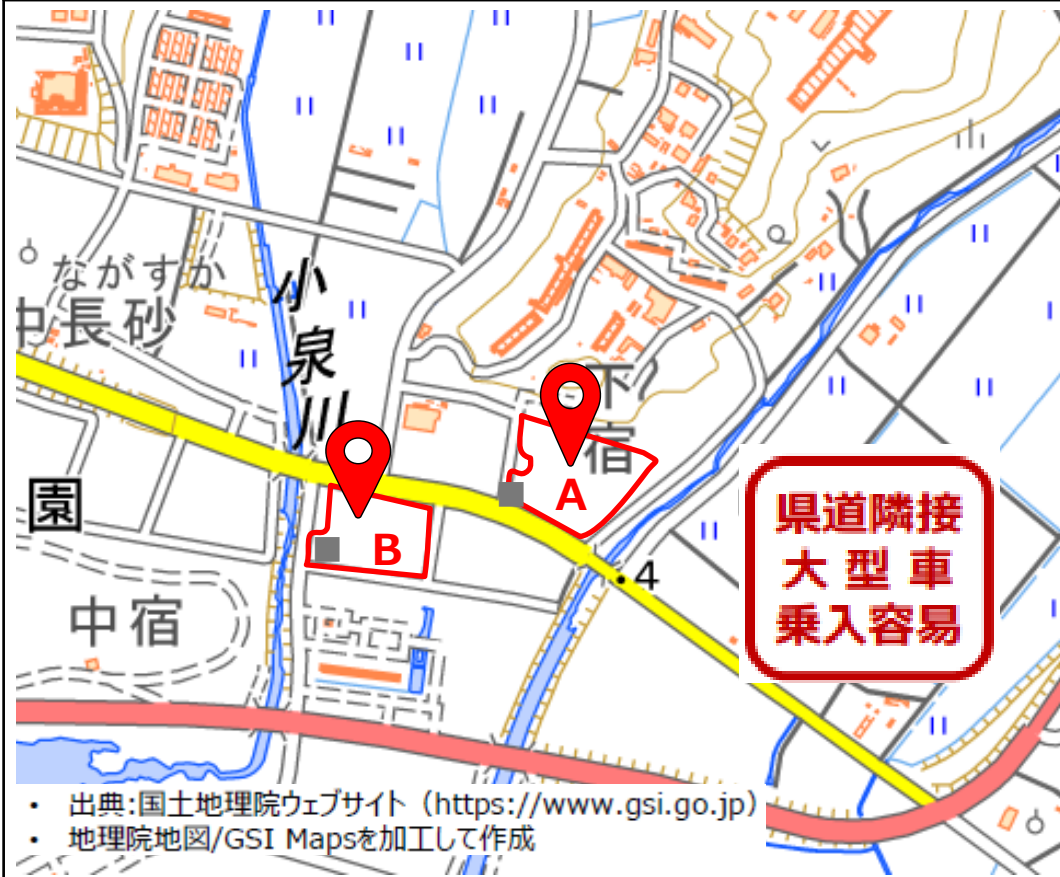 ながすか
中長砂
小泉川
下宿
A
B
園
中宿
4
県道隣接
大型車
乗入容易
・ 出典:国土地理院ウェブサイト（https://www.gsi.go.jp）
・ 地理院地図/GSI Mapsを加工して作成